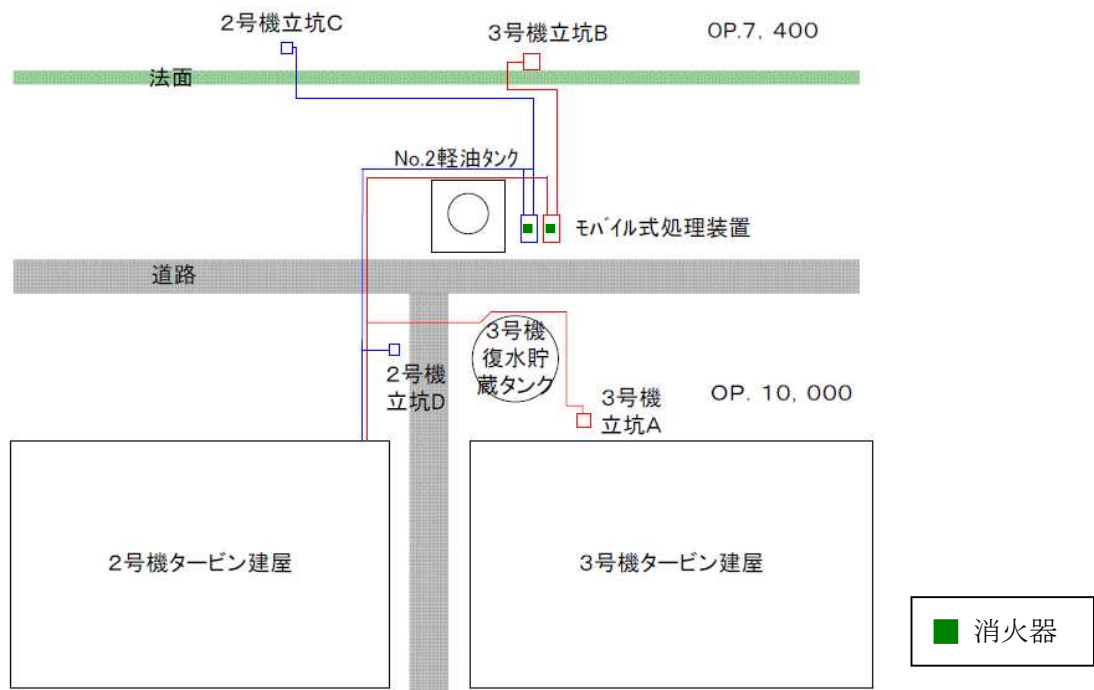 2号機立坑C
3号機立坑B
OP.7, 400
法面
No.2軽油タンク
モバイル式処理装置
道路
3号機
復水貯
蔵タンク
2号機
立坑D
3号機
立坑A
OP. 10, 000
2号機タービン建屋
3号機タービン建屋
消火器